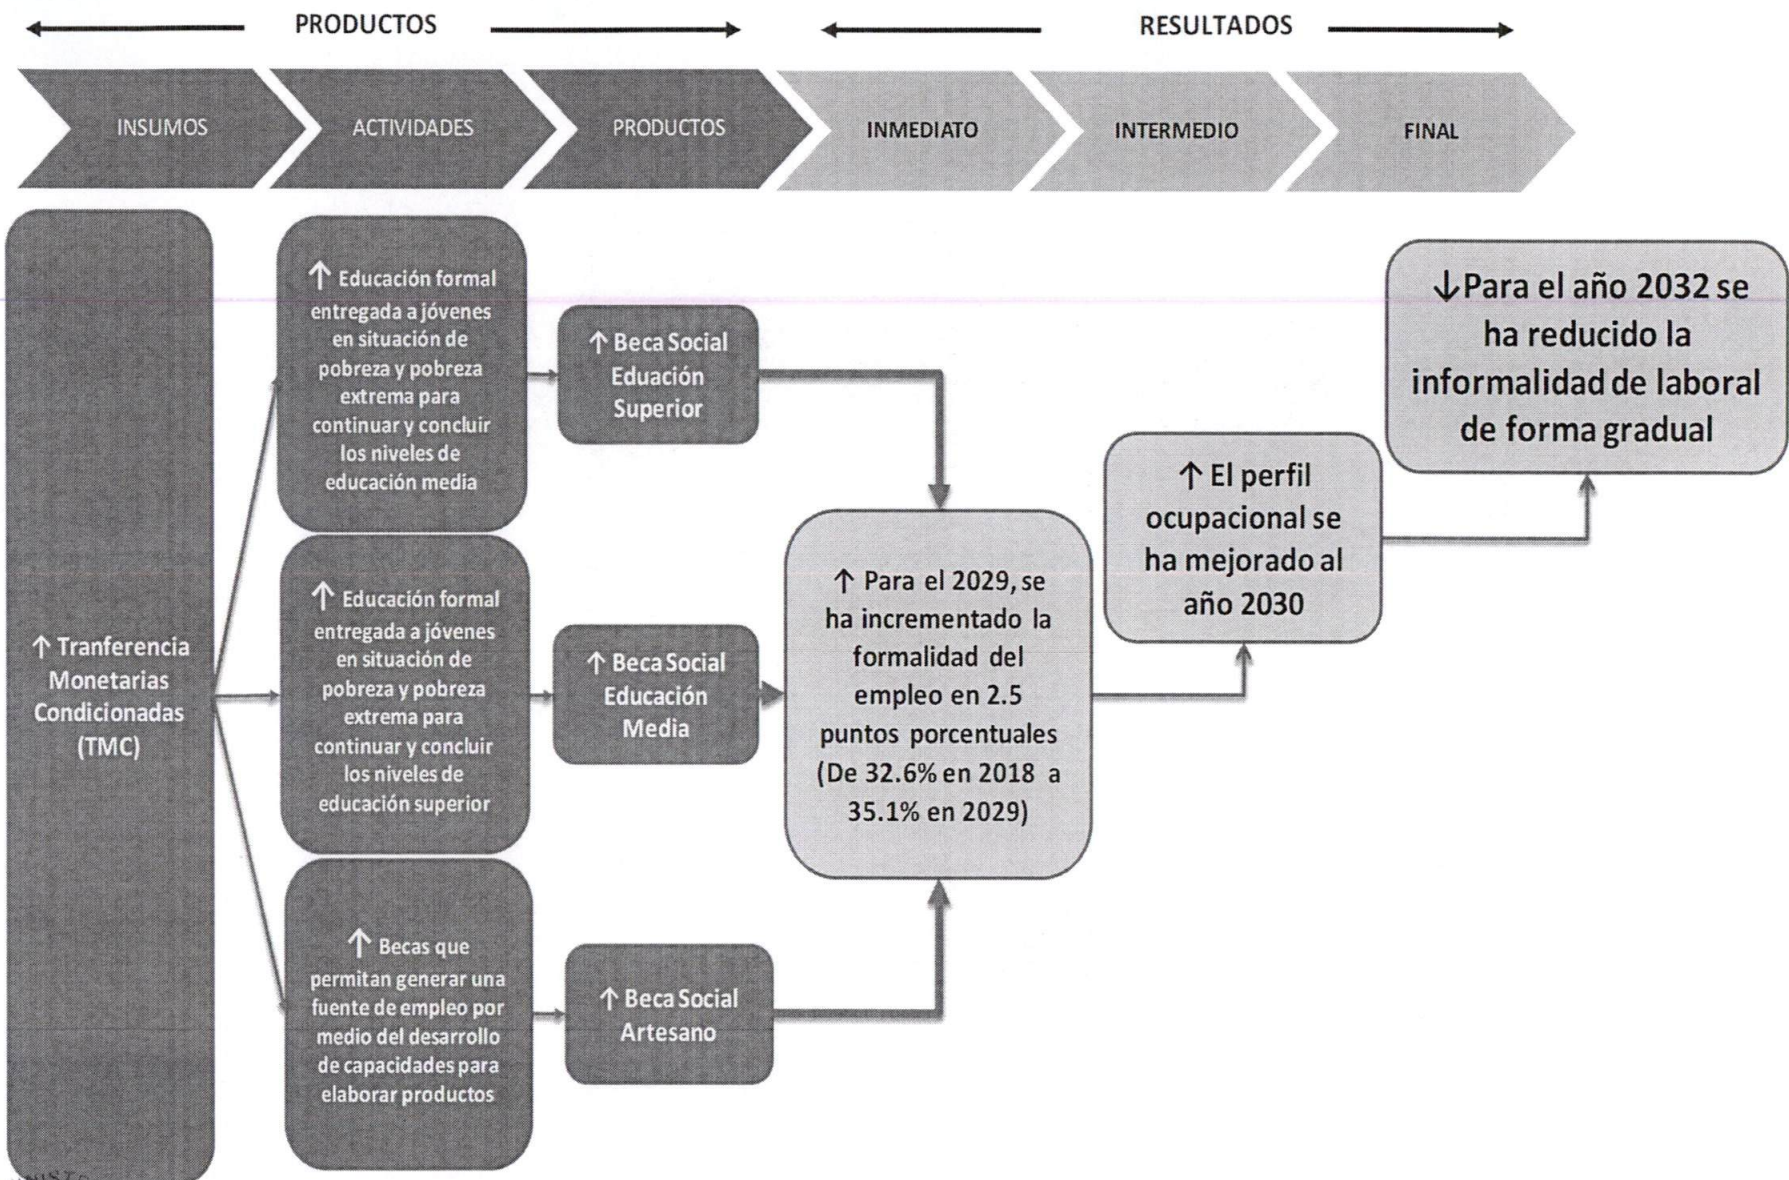 PRODUCTOS
RESULTADOS
INSUMOS
ACTIVIDADES
PRODUCTOS
INMEDIATO
INTERMEDIO
FINAL
↑ Tranferencia
Monetarias
Condicionadas
(TMC)
↑ Educación formal
entregada a jóvenes
en situación de
pobreza y pobreza
extrema para
continuar y concluir
los niveles de
educación media
↑ Educación formal
entregada a jóvenes
en situación de
pobreza y pobreza
extrema para
continuar y concluir
los niveles de
educación superior
↑ Becas que
permitan generar una
fuente de empleo por
medio del desarrollo
de capacidades para
elaborar productos
↑ Beca Social
Eduación
Superior
↑ Beca Social
Educación
Media
↑ Beca Social
Artesano
↑ Para el 2029, se
ha incrementado la
formalidad del
empleo en 2.5
puntos porcentuales
(De 32.6% en 2018 a
35.1% en 2029)
↑ El perfil
ocupacional se
ha mejorado al
año 2030
↓Para el año 2032 se
ha reducido la
informalidad de laboral
de forma gradual